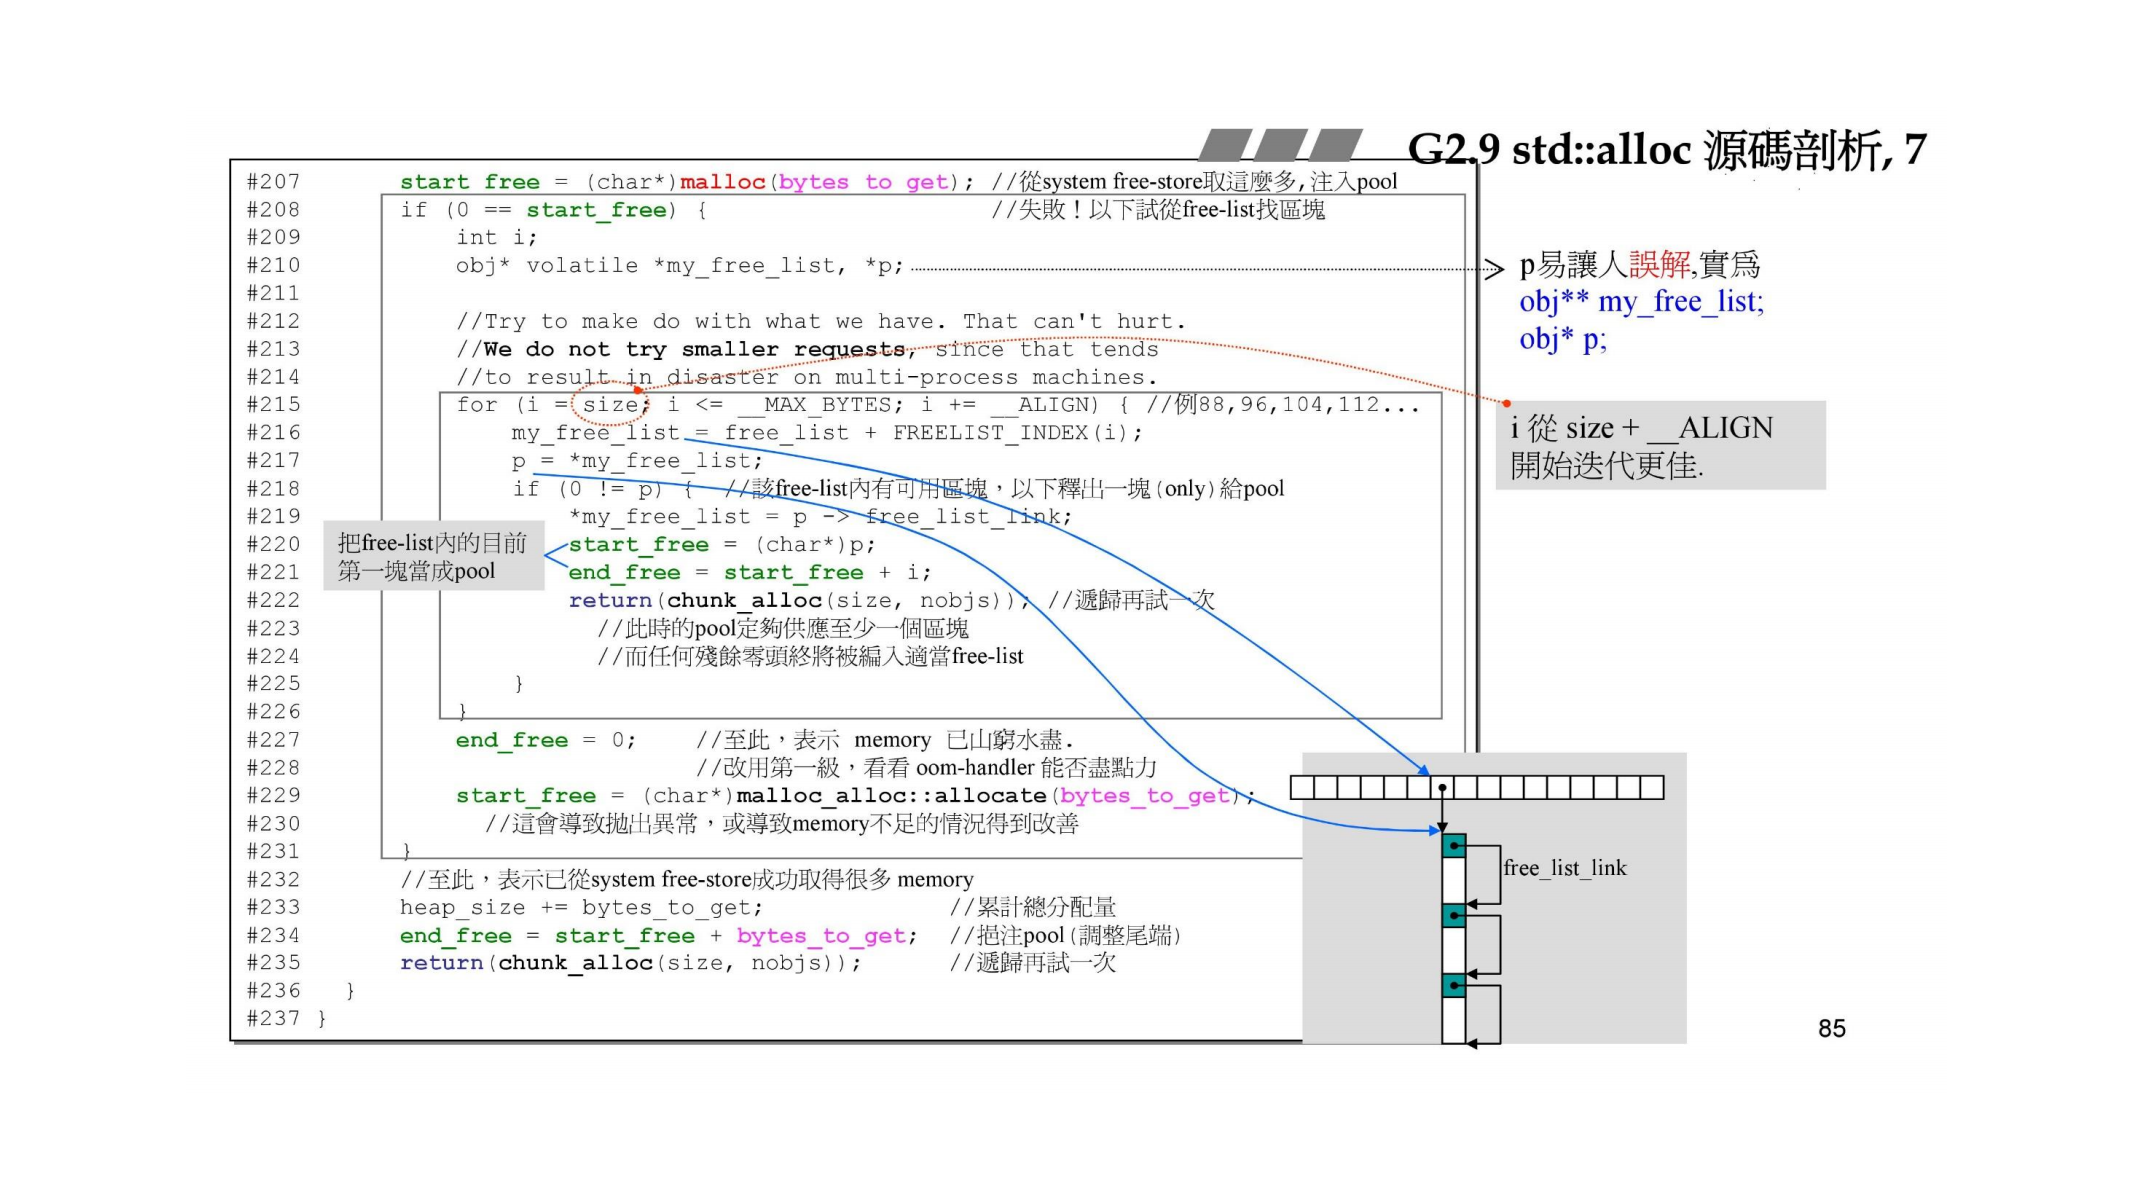 G2.9 std::alloc 源碼剖析, 7
#207 start_free = (char*)malloc(bytes_to_get); //從system free-store取這麼多,注入pool
#208 if (0 == start_free) { //失敗！以下試從free-list找區塊
#209 int i;
#210 obj* volatile *my_free_list, *p;
#211
#212 //Try to make do with what we have. That can't hurt.
#213 //We do not try smaller requests, since that tends
#214 //to result in disaster on multi-process machines.
#215 for (i = size; i <= __MAX_BYTES; i += __ALIGN) { //例88,96,104,112...
#216 my_free_list = free_list + FREELIST_INDEX(i);
#217 p = *my_free_list;
#218 if (0 != p) { //該free-list內有可用區塊，以下釋出一塊(only)給pool
#219 *my_free_list = p -> free_list_link;
#220 start_free = (char*)p;
#221 end_free = start_free + i;
#222 return(chunk_alloc(size, nobjs)); //遞歸再試一次
#223 //此時的pool定夠供應至少一個區塊
#224 //而任何殘餘零頭終將被編入適當free-list
#225 }
#226 }
#227 end_free = 0; //至此，表示 memory 已山窮水盡.
#228 //改用第一級，看看 oom-handler 能否盡點力
#229 start_free = (char*)malloc_alloc::allocate(bytes_to_get);
#230 //這會導致拋出異常，或導致memory不足的情況得到改善
#231 }
#232 //至此，表示已從system free-store成功取得很多 memory
#233 heap_size += bytes_to_get; //累計總分配量
#234 end_free = start_free + bytes_to_get; //挹注pool(調整尾端)
#235 return(chunk_alloc(size, nobjs)); //遞歸再試一次
#236 }
#237 }
把free-list內的目前
第一塊當成pool
p易讓人誤解,實為
obj** my_free_list;
obj* p;
i 從 size + __ALIGN
開始迭代更佳.
free_list_link
85